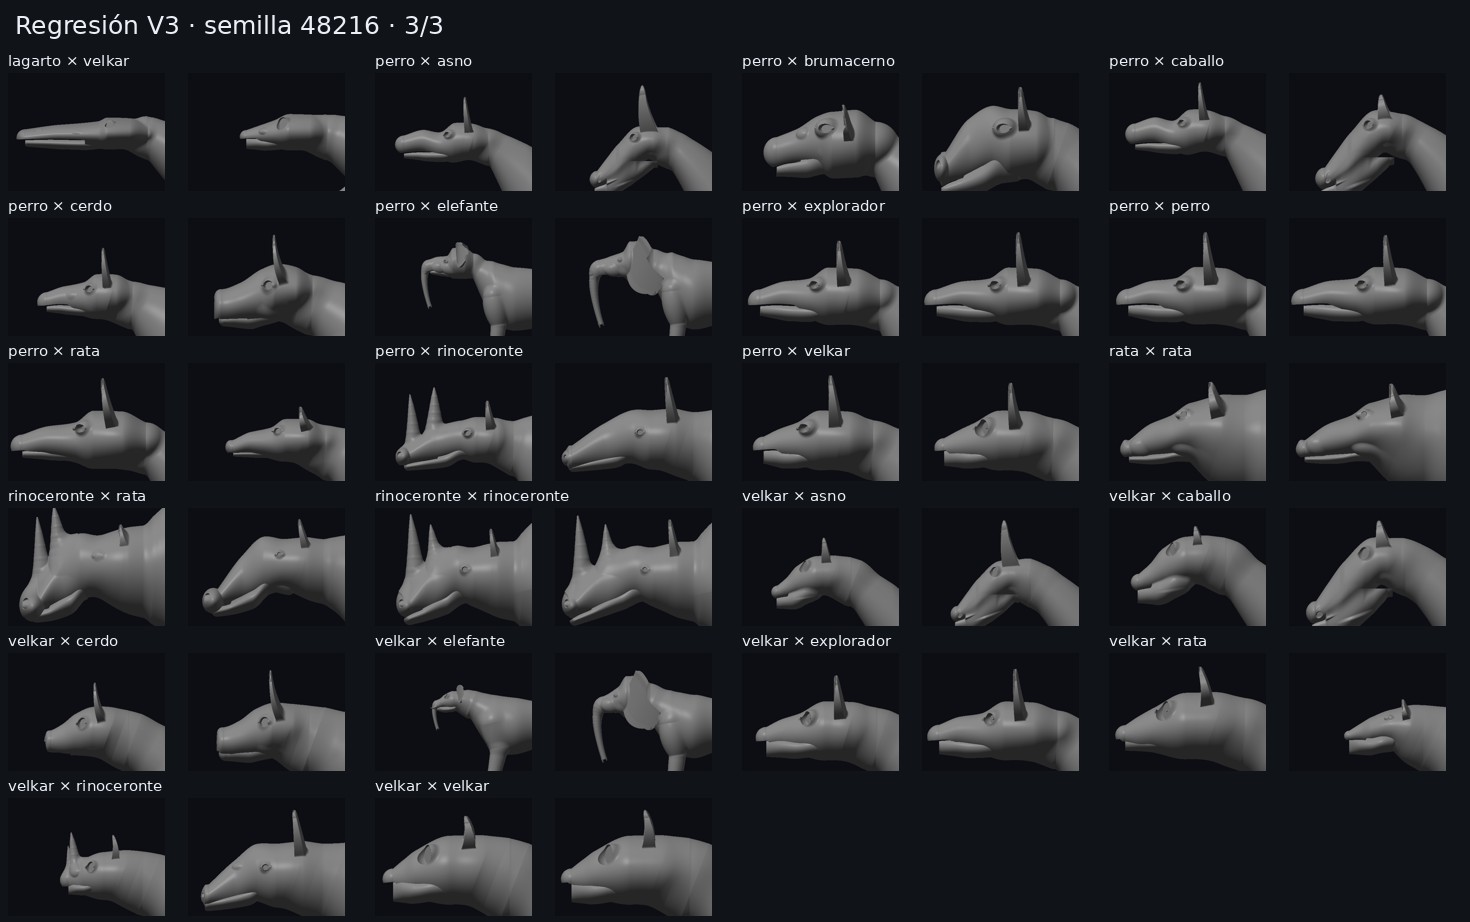 Regresión V3 · semilla 48216 · 3/3
lagarto × velkar
perro × asno
perro × brumacerno
perro × caballo
perro × cerdo
perro × elefante
perro × explorador
perro × perro
perro × rata
perro × rinoceronte
perro × velkar
rata × rata
rinoceronte × rata
rinoceronte × rinoceronte
velkar × asno
velkar × caballo
velkar × cerdo
velkar × elefante
velkar × explorador
velkar × rata
velkar × rinoceronte
velkar × velkar